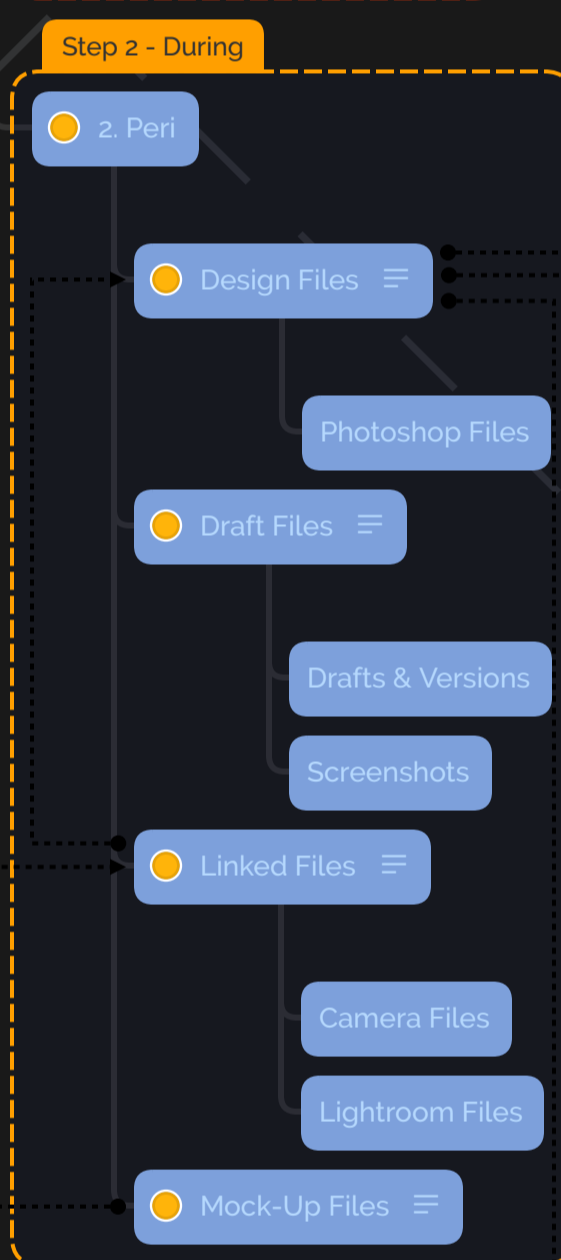 Step 2 - During
2. Peri
Design Files
Photoshop Files
Draft Files
Drafts & Versions
Screenshots
Linked Files
Camera Files
Lightroom Files
Mock-Up Files